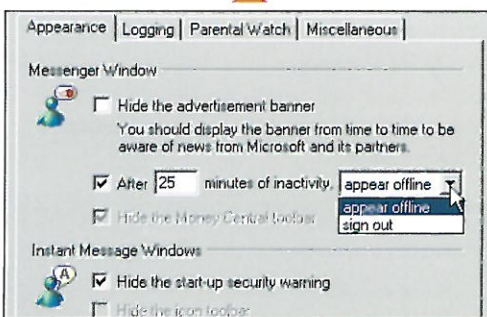 Appearance Logging Parental Watch Miscellaneous
Messenger Window
Hide the advertisement banner
You should display the banner from time to time to be
aware of news from Microsoft and its partners.
After 25 minutes of inactivity, appear offline
appear offline
sign out
Hide the Money Central toolbar
Instant Message Windows
Hide the start-up security warning
Hide the icon toolbar